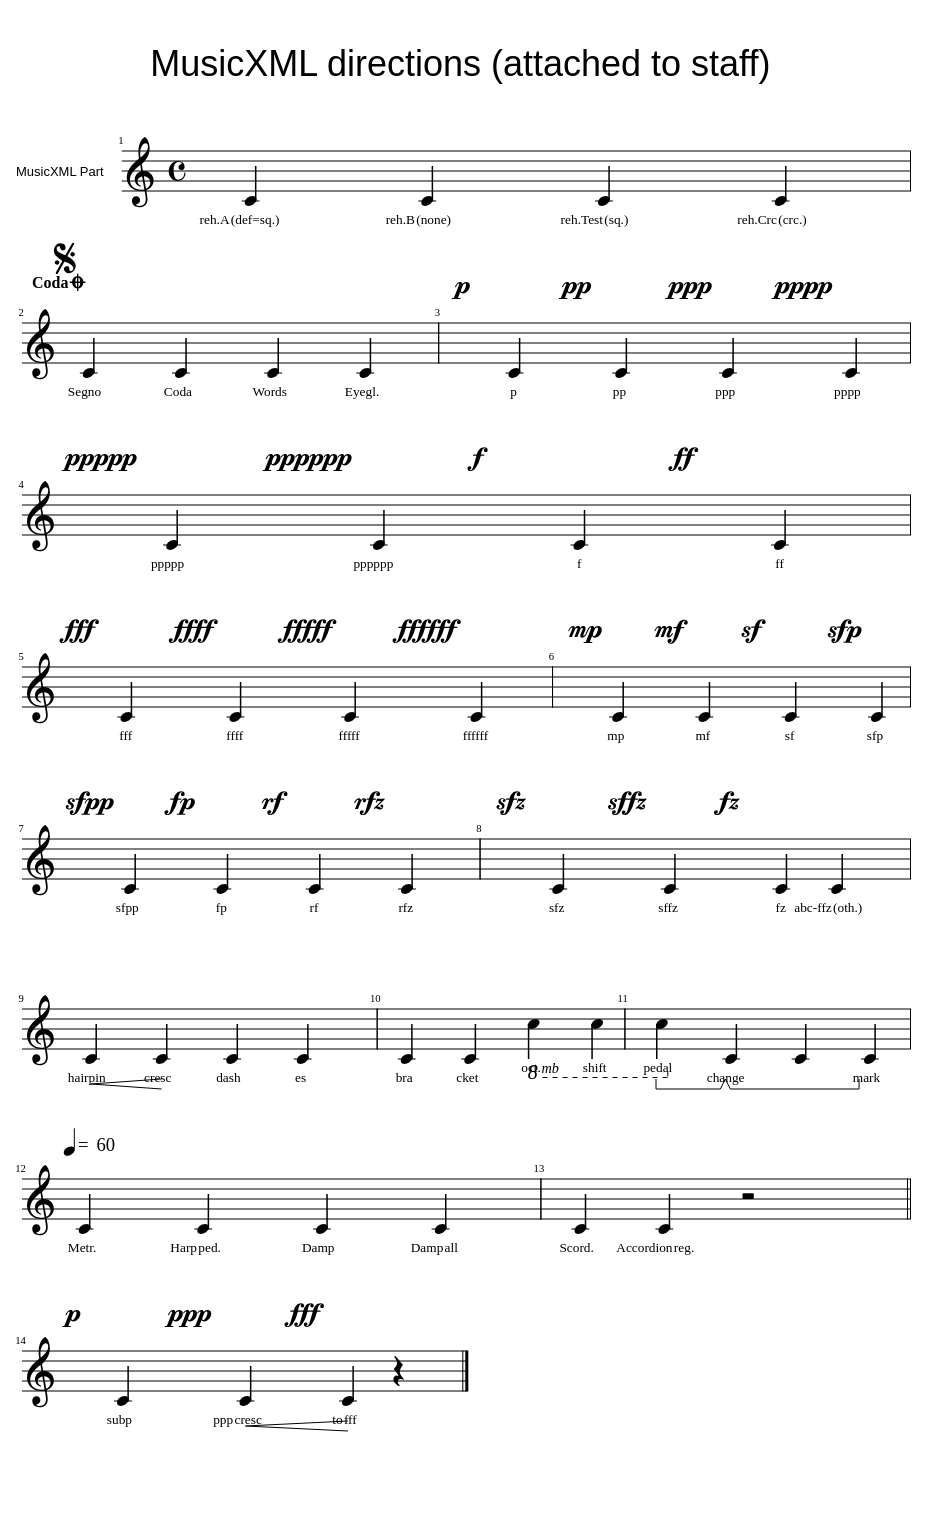 MusicXML directions (attached to staff)
1
MusicXML Part
reh.A(def=sq.) reh.B(none) reh.Test(sq.) reh.Crc(crc.)
Coda
p pp ppp pppp
2 3
Segno Coda Words Eyegl. p pp ppp pppp
ppppp pppppp f ff
4
ppppp pppppp f ff
fff ffff fffff ffffff mp mf sf sfp
5 6
fff ffff fffff ffffff mp mf sf sfp
sfpp fp rf rfz sfz sffz fz
7 8
sfpp fp rf rfz sfz sffz fz abc-ffz(oth.)
9 10 11
hairpin cresc dash es bra cket shift pedal change mark
8 mb
= 60
12 13
Metr. Harp ped. Damp Damp all Scord. Accordion reg.
p ppp fff
14
subp ppp cresc to fff